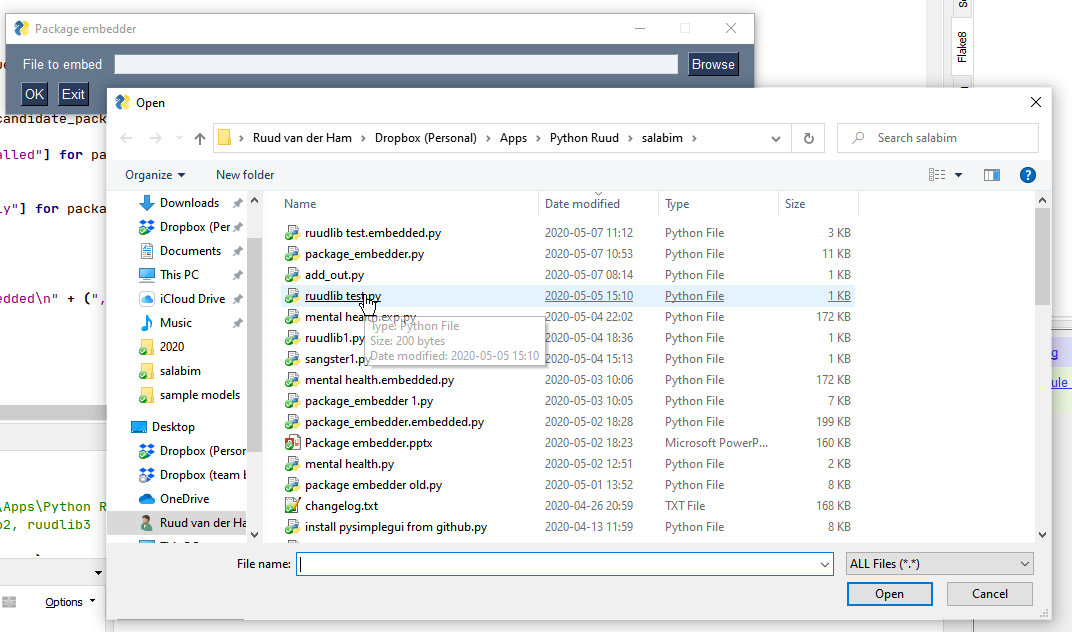 Package embedder
File to embed
Browse
OK
Exit
Flake8
candidate_pack
alled"] for pa
ly"] for packa
edded\n" + (",
\Apps\Python R
b2, ruudlib3
Options
ule
Open
Ruud van der Ham > Dropbox (Personal) > Apps > Python Ruud > salabim >
Search salabim
Organize
New folder
Downloads
Dropbox (Per
Documents
This PC
iCloud Drive
Music
2020
salabim
sample models
Desktop
Dropbox (Person
Dropbox (team b
OneDrive
Ruud van der Ha
Name Date modified Type Size
ruudlib test.embedded.py 2020-05-07 11:12 Python File 3 KB
package_embedder.py 2020-05-07 10:53 Python File 11 KB
add_out.py 2020-05-07 08:14 Python File 1 KB
ruudlib test.py 2020-05-05 15:10 Python File 1 KB
mental health.exp.py 2020-05-04 22:02 Python File 172 KB
ruudlib1.py 2020-05-04 18:36 Python File 1 KB
sangster1.py 2020-05-04 15:13 Python File 1 KB
Type: Python File
Size: 200 bytes
Date modified: 2020-05-05 15:10
mental health.embedded.py 2020-05-03 10:06 Python File 172 KB
package_embedder 1.py 2020-05-03 10:05 Python File 7 KB
package_embedder.embedded.py 2020-05-02 18:28 Python File 199 KB
Package embedder.pptx 2020-05-02 18:23 Microsoft PowerP... 160 KB
mental health.py 2020-05-02 12:51 Python File 2 KB
package embedder old.py 2020-05-01 13:52 Python File 8 KB
changelog.txt 2020-04-26 20:59 TXT File 168 KB
install pysimplegui from github.py 2020-04-13 11:59 Python File 8 KB
File name:
ALL Files (*.*)
Open
Cancel